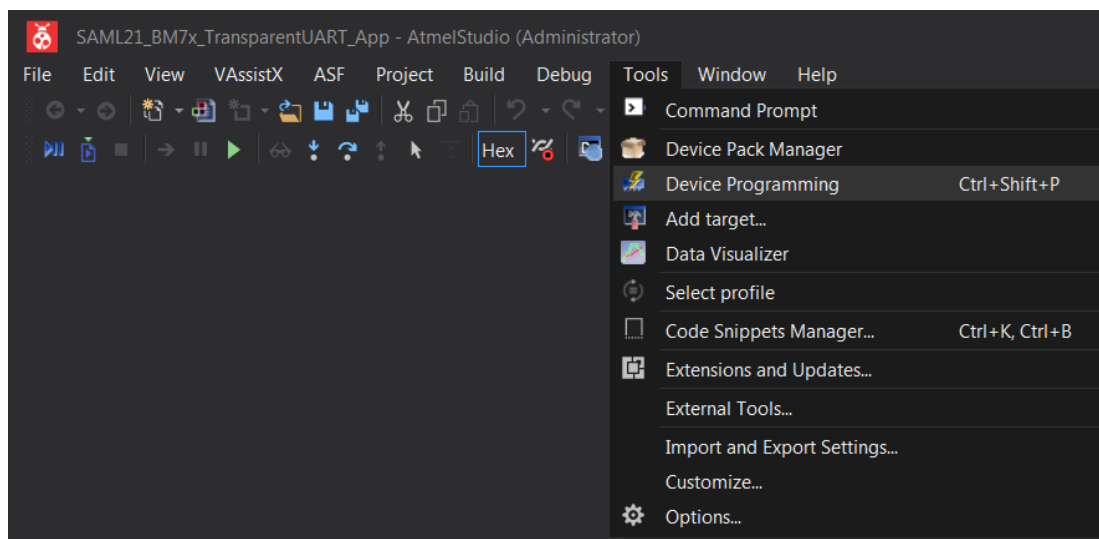 SAML21_BM7x_TransparentUART_App - AtmelStudio (Administrator)
File Edit View VAssistX ASF Project Build Debug Tools Window Help
Hex
Command Prompt
Device Pack Manager
Device Programming Ctrl+Shift+P
Add target...
Data Visualizer
Select profile
Code Snippets Manager... Ctrl+K, Ctrl+B
Extensions and Updates...
External Tools...
Import and Export Settings...
Customize...
Options...